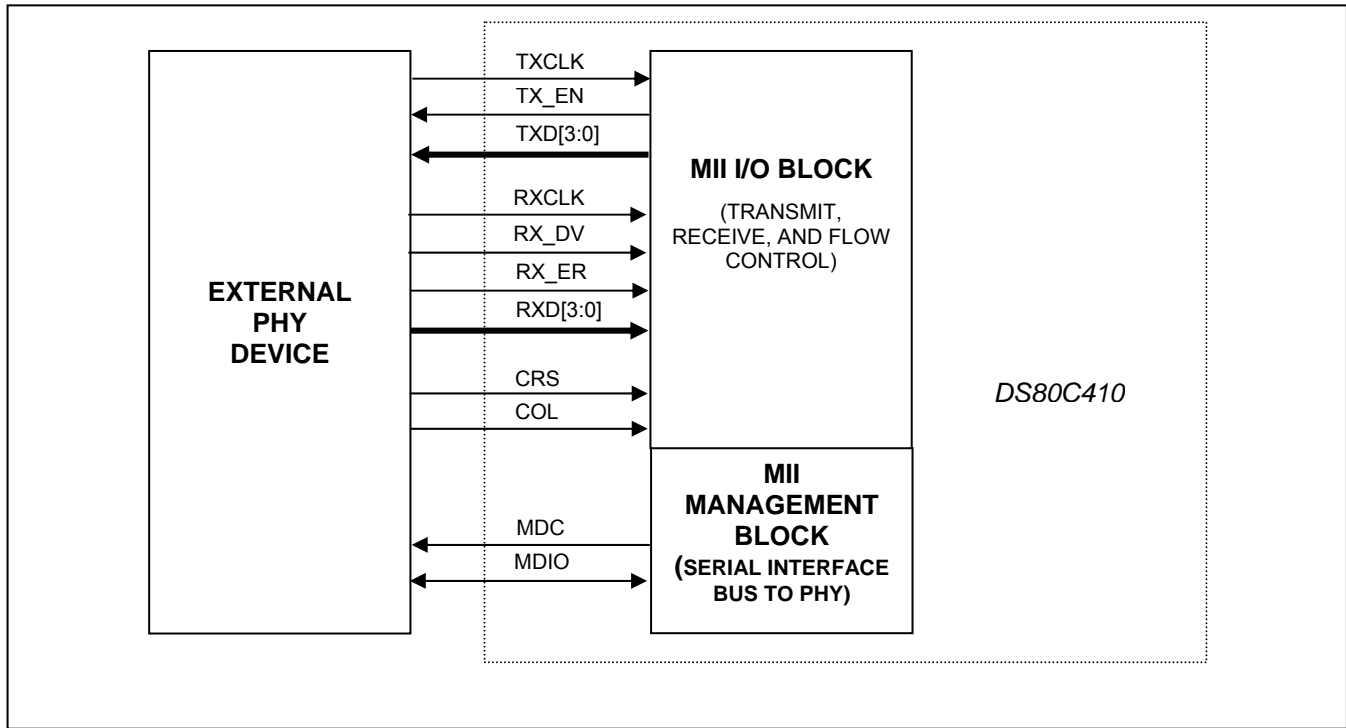 TXCLK
TX_EN
TXD[3:0]
RXCLK
RX_DV
RX_ER
RXD[3:0]
CRS
COL
MDC
MDIO
EXTERNAL
PHY
DEVICE
MII I/O BLOCK
(TRANSMIT,
RECEIVE, AND FLOW
CONTROL)
MII
MANAGEMENT
BLOCK
(SERIAL INTERFACE
BUS TO PHY)
DS80C410